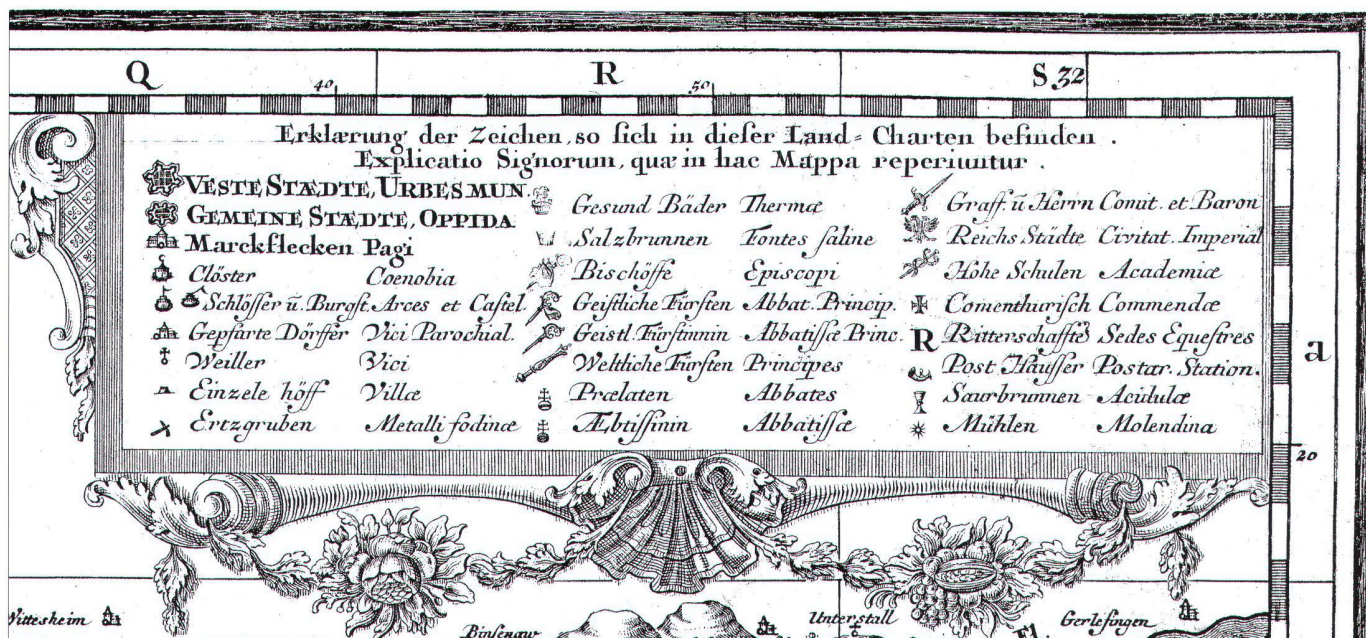 Q R S 32
40 50
Erklærung der Zeichen, so sich in dieser Land=Charten befinden.
Explicatio Signorum, quæ in hac Mappa reperiuntur.
VESTE STÆDTE, URBES MUN.
GEMEINE STÆDTE, OPPIDA
Marckflecken Pagi
Clöster Coenobia
Schlösser ū. Burgst. Arces et Castel.
Gepfarte Dörffer Vici Parochial.
Weiller Vici
Einzele höff Villæ
Ertzgruben Metalli fodinæ
Gesund Bäder Thermæ
Salzbrunnen Fontes saline
Bischöffe Episcopi
Geistliche Fürsten Abbat. Princip.
Geistl. Fürstinnin Abbatissæ Princ.
Weltliche Fürsten Principes
Prælaten Abbates
Æbtissinin Abbatissæ
Graff. ū Herrn Comit. et Baron
Reichs Städte Civitat. Imperial
Hohe Schulen Academiæ
Comenthurisch Commendæ
R Ritterschaffts Sedes Equestres
Post. Häusser Postar. Station.
Saurbrunnen Acidulæ
Mühlen Molendina
a
20
Vittesheim
Binsenaw
Unterstall
Gerlefingen